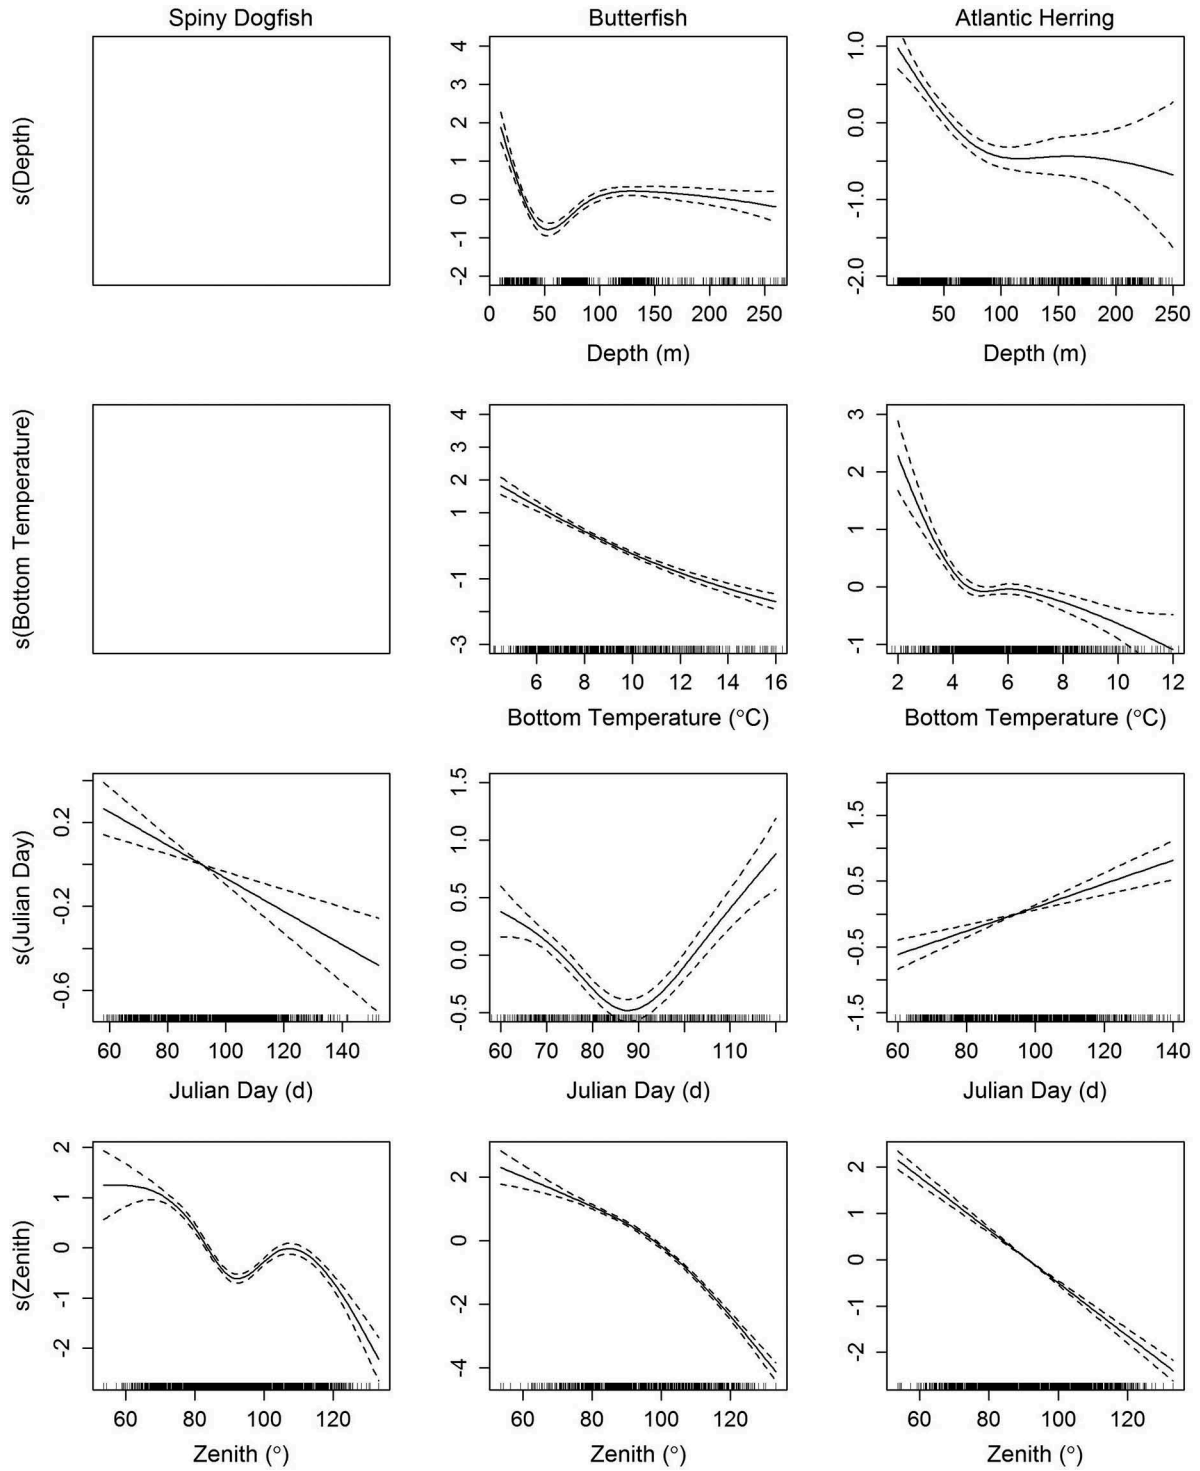 Spiny Dogfish Butterfish Atlantic Herring
s(Depth)
4
3
2
1
0
-1
-2
1.0
0.0
-1.0
-2.0
0 50 100 150 200 250
50 100 150 200 250
Depth (m) Depth (m)
s(Bottom Temperature)
4
3
2
1
-1
-3
3
2
1
0
-1
6 8 10 12 14 16
2 4 6 8 10 12
Bottom Temperature (°C) Bottom Temperature (°C)
s(Julian Day)
0.2
-0.2
-0.6
1.5
1.0
0.5
0.0
-0.5
1.5
0.5
-0.5
-1.5
60 80 100 120 140
60 70 80 90 110
60 80 100 120 140
Julian Day (d) Julian Day (d) Julian Day (d)
s(Zenith)
2
1
0
-1
-2
2
0
-2
-4
2
1
0
-1
-2
60 80 100 120
60 80 100 120
60 80 100 120
Zenith (°) Zenith (°) Zenith (°)